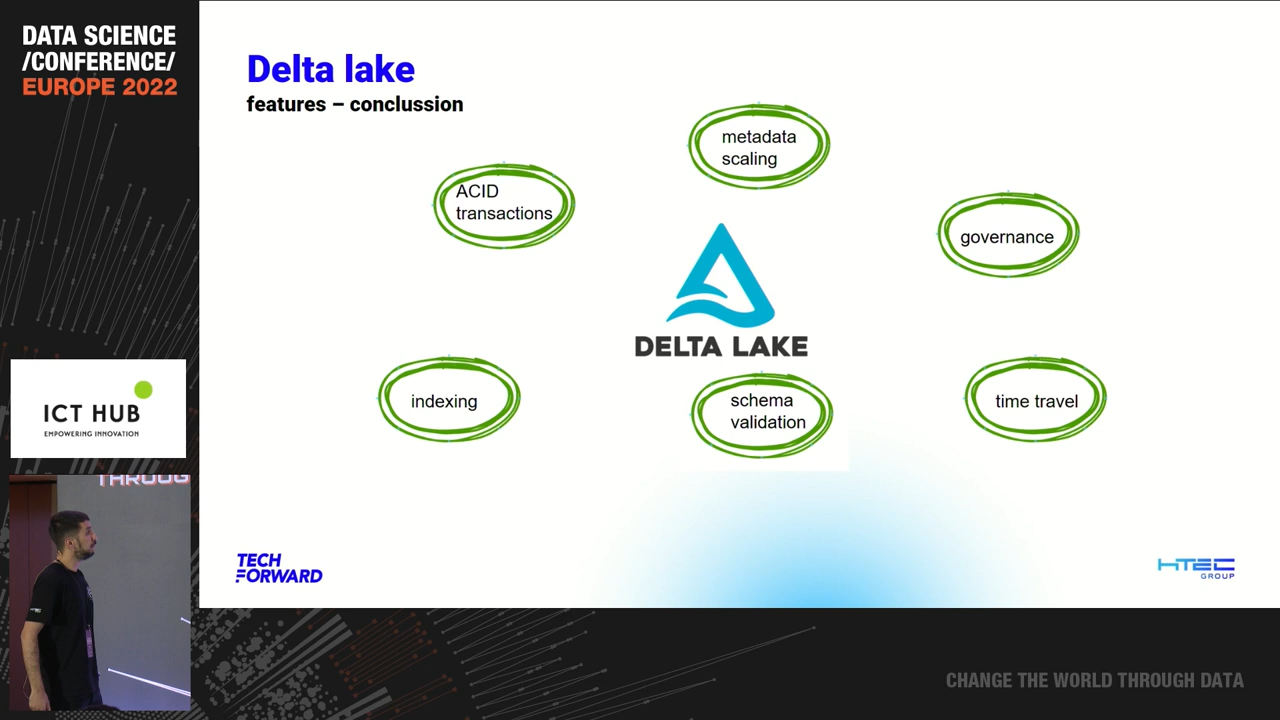 DATA SCIENCE
/CONFERENCE/
EUROPE 2022
Delta lake
features – conclussion
metadata
scaling
ACID
transactions
governance
DELTA LAKE
indexing
schema
validation
time travel
ICT HUB
EMPOWERING INNOVATION
THROUG
TECH
FORWARD
HTEC
GROUP
CHANGE THE WORLD THROUGH DATA